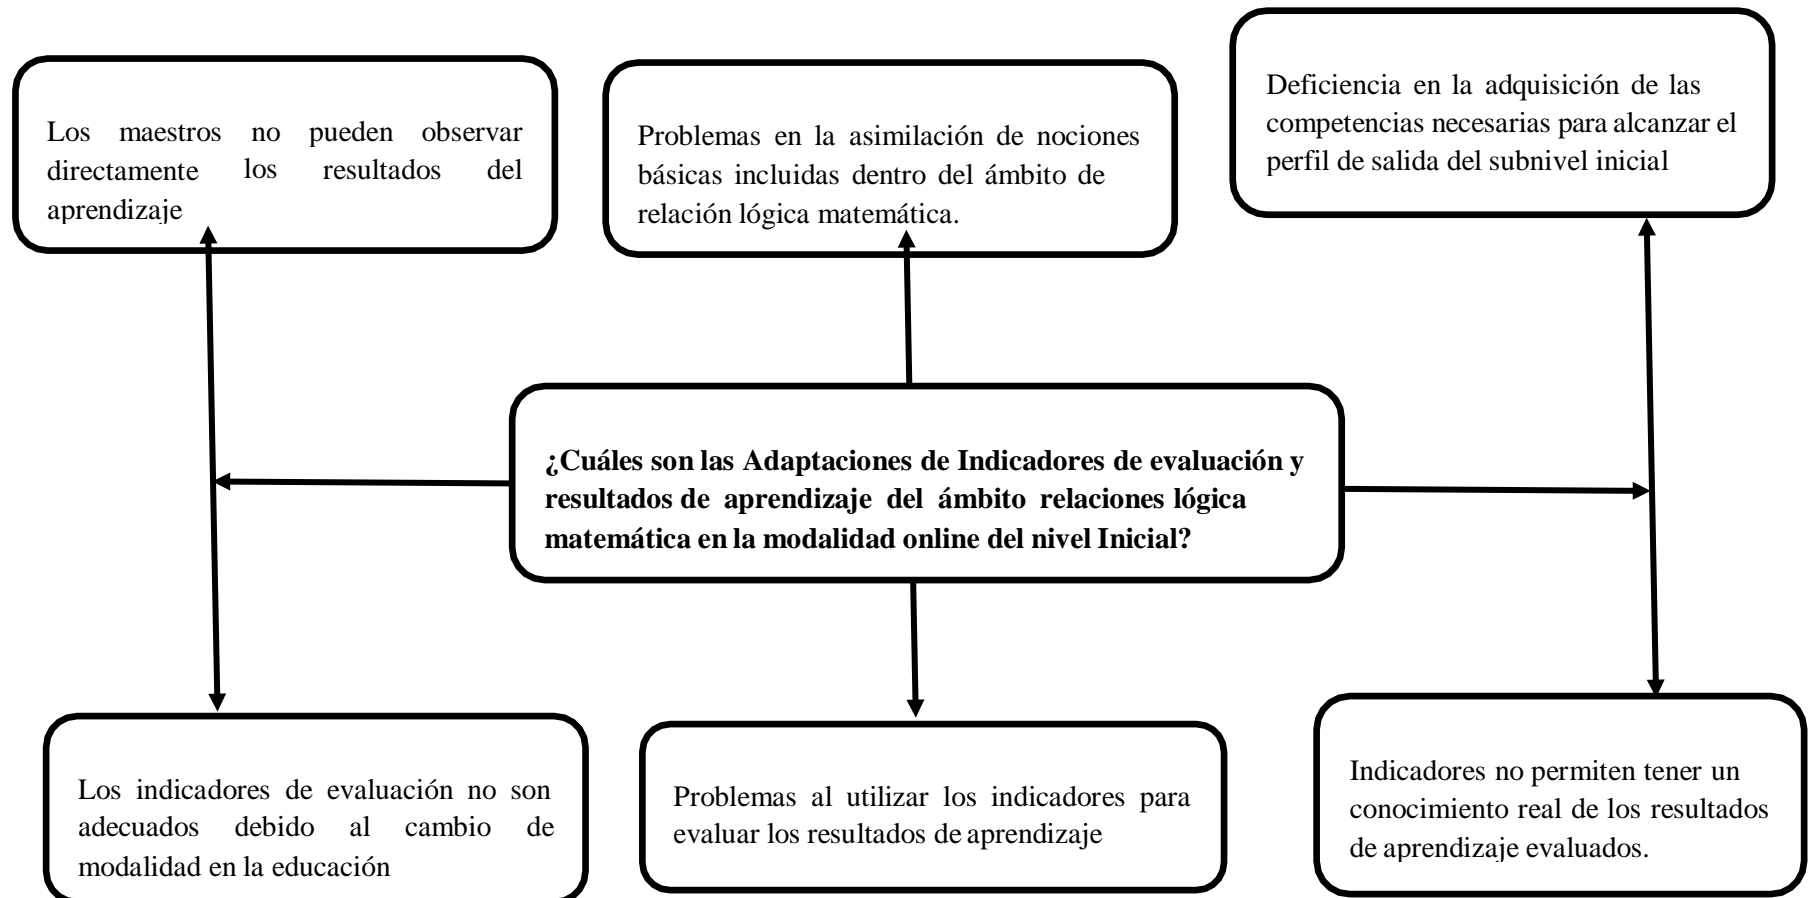 Los maestros no pueden observar
directamente los resultados del
aprendizaje
Problemas en la asimilación de nociones
básicas incluidas dentro del ámbito de
relación lógica matemática.
Deficiencia en la adquisición de las
competencias necesarias para alcanzar el
perfil de salida del subnivel inicial
¿Cuáles son las Adaptaciones de Indicadores de evaluación y
resultados de aprendizaje del ámbito relaciones lógica
matemática en la modalidad online del nivel Inicial?
Los indicadores de evaluación no son
adecuados debido al cambio de
modalidad en la educación
Problemas al utilizar los indicadores para
evaluar los resultados de aprendizaje
Indicadores no permiten tener un
conocimiento real de los resultados
de aprendizaje evaluados.